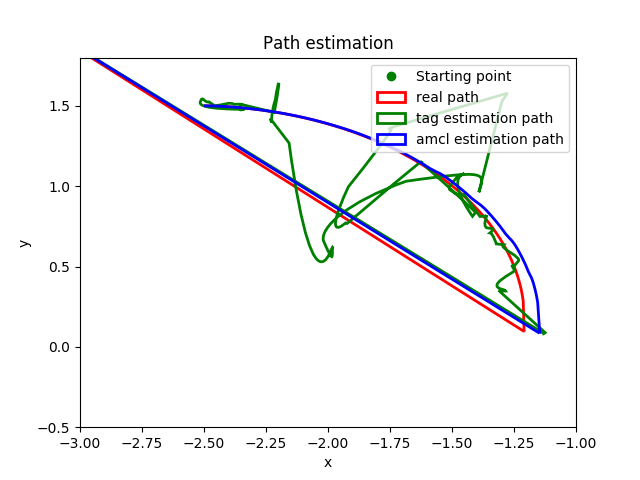 Path estimation
Starting point
real path
tag estimation path
amcl estimation path
y
1.5
1.0
0.5
0.0
−0.5
−3.00 −2.75 −2.50 −2.25 −2.00 −1.75 −1.50 −1.25 −1.00
x